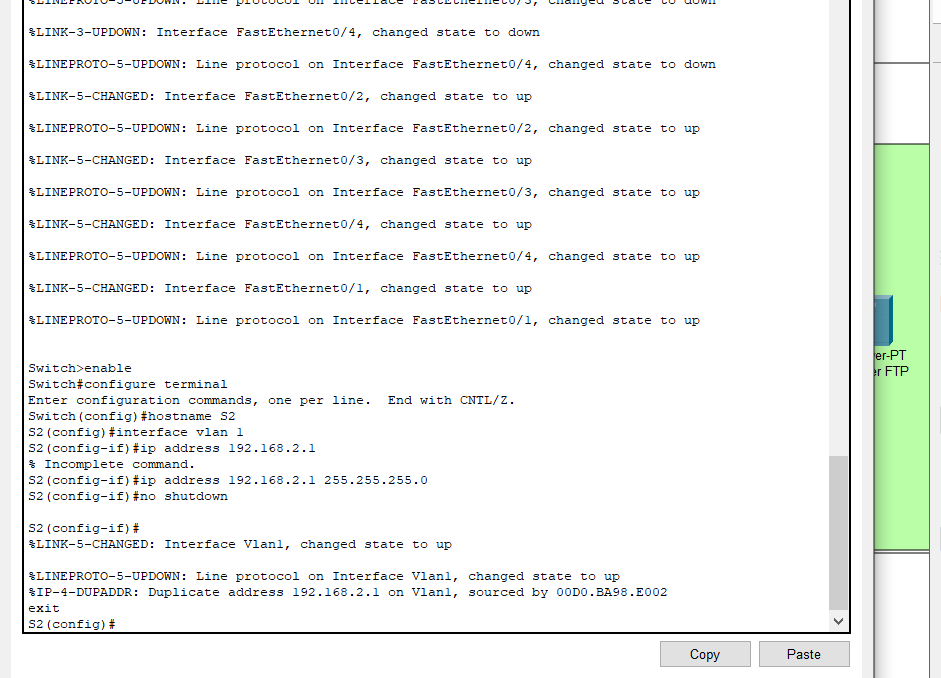 %LINEPROTO-5-UPDOWN: Line protocol on Interface FastEthernet0/3, changed state to down
%LINK-3-UPDOWN: Interface FastEthernet0/4, changed state to down
%LINEPROTO-5-UPDOWN: Line protocol on Interface FastEthernet0/4, changed state to down
%LINK-5-CHANGED: Interface FastEthernet0/2, changed state to up
%LINEPROTO-5-UPDOWN: Line protocol on Interface FastEthernet0/2, changed state to up
%LINK-5-CHANGED: Interface FastEthernet0/3, changed state to up
%LINEPROTO-5-UPDOWN: Line protocol on Interface FastEthernet0/3, changed state to up
%LINK-5-CHANGED: Interface FastEthernet0/4, changed state to up
%LINEPROTO-5-UPDOWN: Line protocol on Interface FastEthernet0/4, changed state to up
%LINK-5-CHANGED: Interface FastEthernet0/1, changed state to up
%LINEPROTO-5-UPDOWN: Line protocol on Interface FastEthernet0/1, changed state to up
Switch>enable
Switch#configure terminal
Enter configuration commands, one per line.  End with CNTL/Z.
Switch(config)#hostname S2
S2(config)#interface vlan 1
S2(config-if)#ip address 192.168.2.1
% Incomplete command.
S2(config-if)#ip address 192.168.2.1 255.255.255.0
S2(config-if)#no shutdown
S2(config-if)#
%LINK-5-CHANGED: Interface Vlan1, changed state to up
%LINEPROTO-5-UPDOWN: Line protocol on Interface Vlan1, changed state to up
%IP-4-DUPADDR: Duplicate address 192.168.2.1 on Vlan1, sourced by 00D0.BA98.E002
exit
S2(config)#
Copy
Paste
er-PT
er FTP